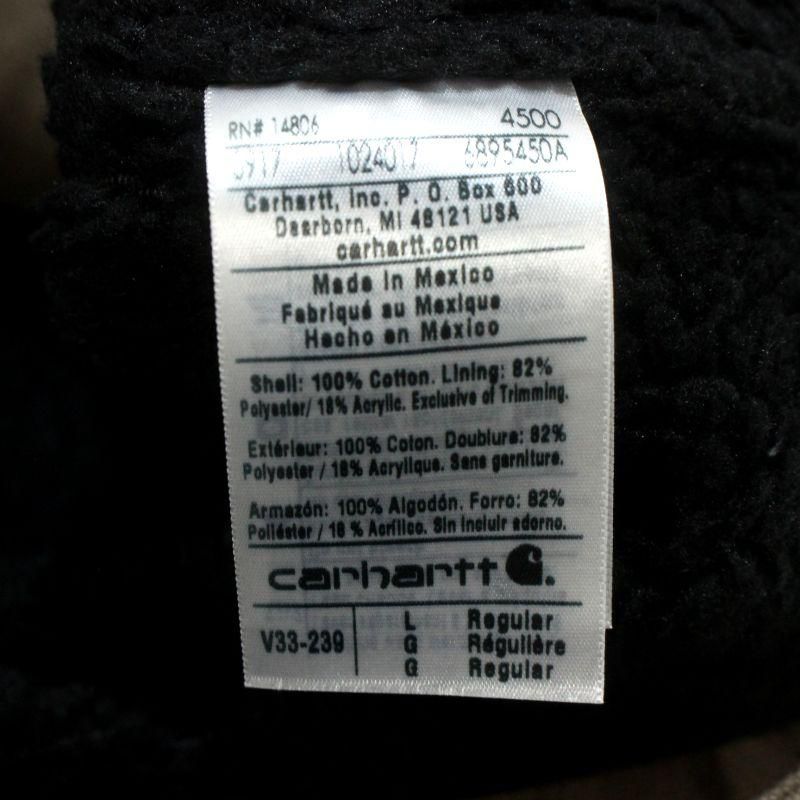 RN# 14806 4500
0917 1024017 6895450A
Carhartt, Inc. P. O. Box 600
Dearborn, MI 48121 USA
carhartt.com
Made in Mexico
Fabriqué au Mexique
Hecho en México
Shell: 100% Cotton. Lining: 82%
Polyester/ 18% Acrylic. Exclusive of Trimming.
Extérieur: 100% Coton. Doublure: 82%
Polyester / 18% Acrylique. Sans garniture.
Armazón: 100% Algodón. Forro: 82%
Poliéster / 18 % Acrílico. Sin incluir adorno.
carhartt
V33-239 L Regular
G Régulière
G Regular